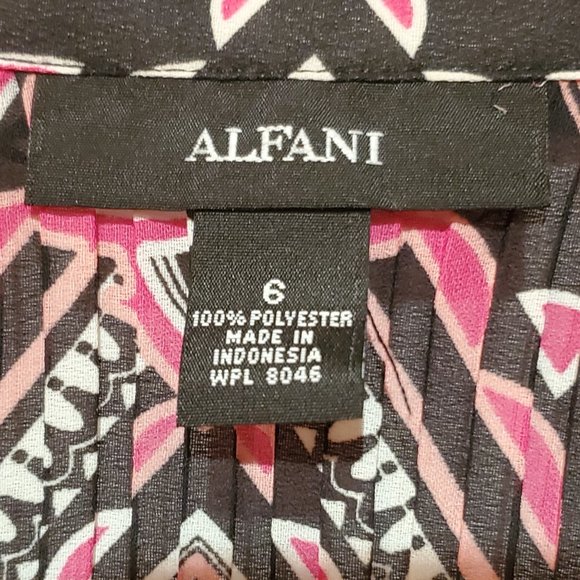 ALFANI
6
100% POLYESTER
MADE IN
INDONESIA
WPL 8046